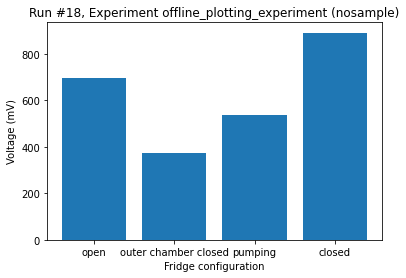 Run #18, Experiment offline_plotting_experiment (nosample)
Voltage (mV)
800
600
400
200
0
open outer chamber closed pumping closed
Fridge configuration